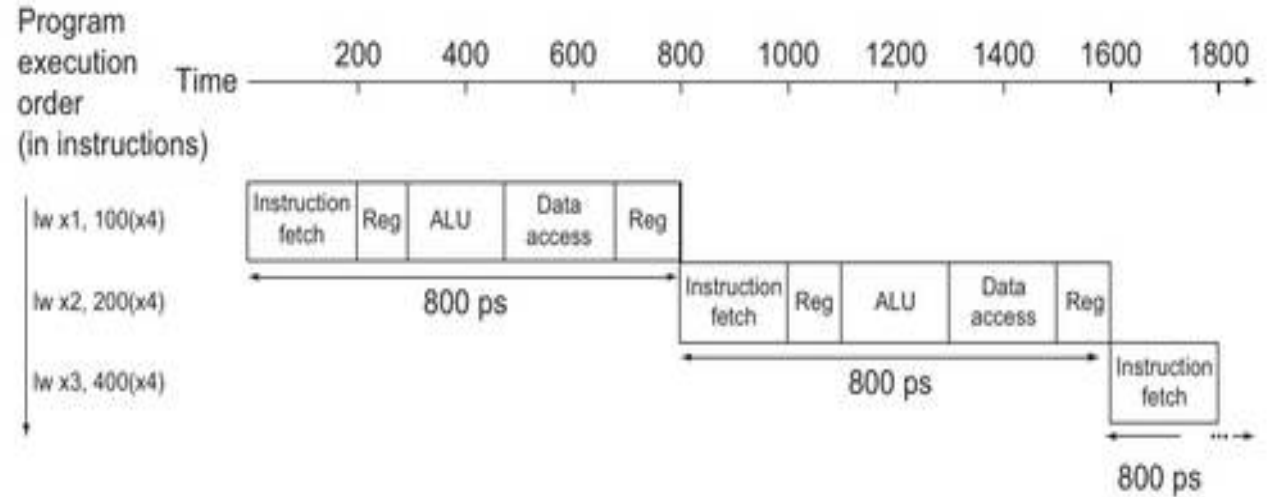 Program
execution
order
(in instructions)
Time
200 400 600 800 1000 1200 1400 1600 1800
lw x1, 100(x4)
Instruction
fetch
Reg
ALU
Data
access
Reg
800 ps
lw x2, 200(x4)
Instruction
fetch
Reg
ALU
Data
access
Reg
800 ps
lw x3, 400(x4)
Instruction
fetch
...
800 ps